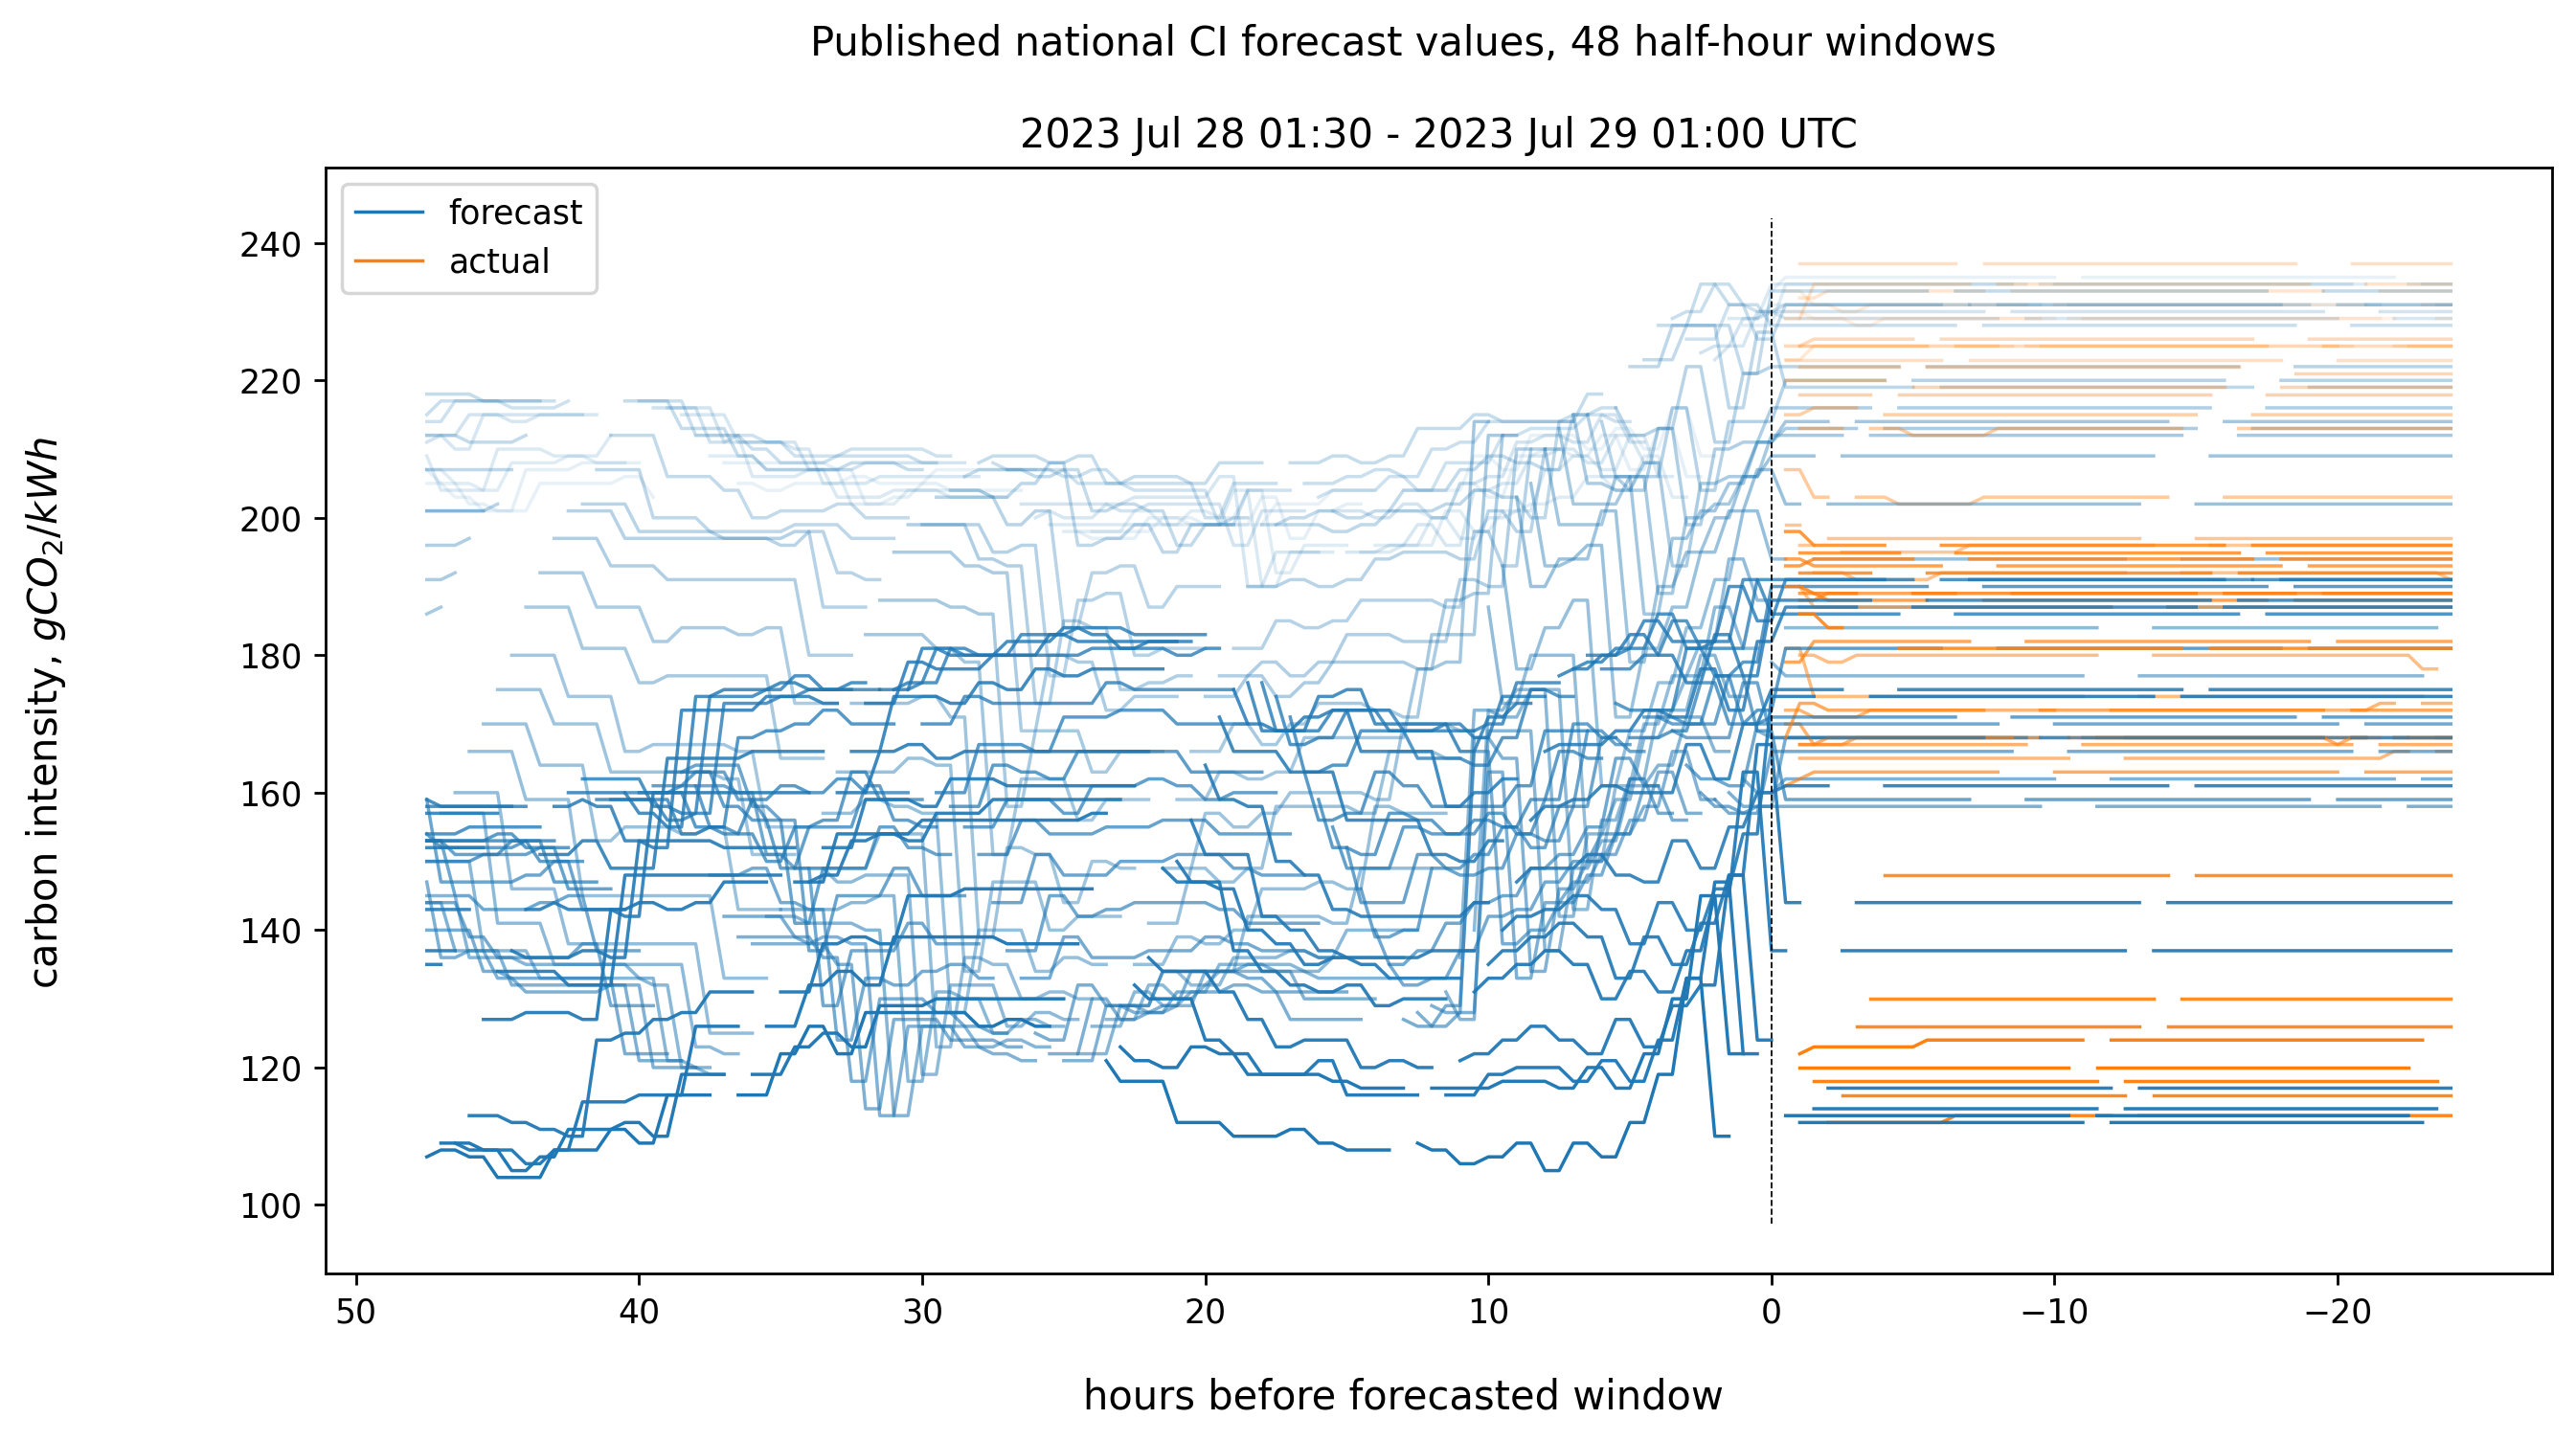 Published national CI forecast values, 48 half-hour windows
2023 Jul 28 01:30 - 2023 Jul 29 01:00 UTC
forecast
actual
240
220
200
180
160
140
120
100
carbon intensity, gCO₂/kWh
50 40 30 20 10 0 −10 −20
hours before forecasted window